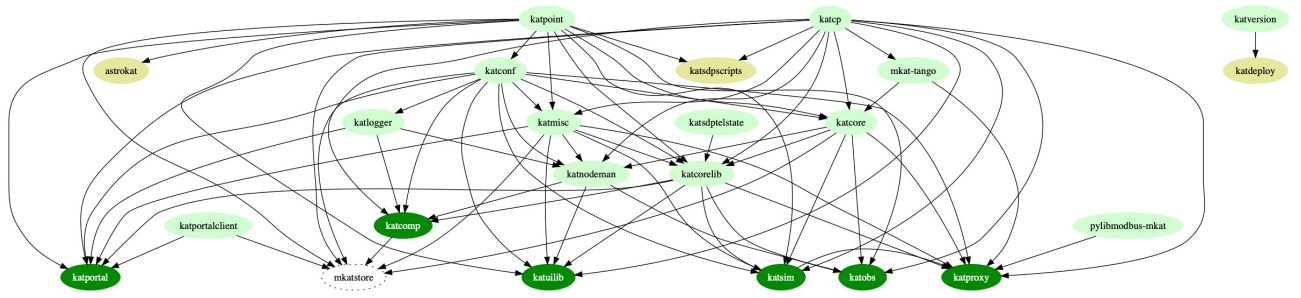 katpoint
katcp
katversion
astrokat
katconf
katsdpscripts
mkat-tango
katdeploy
katlogger
katmisc
katsdptelstate
katcore
katnodeman
katcorelib
katportalclient
katcomp
pylibmodbus-mkat
katportal
mkatstore
katuilib
katsim
katobs
katproxy